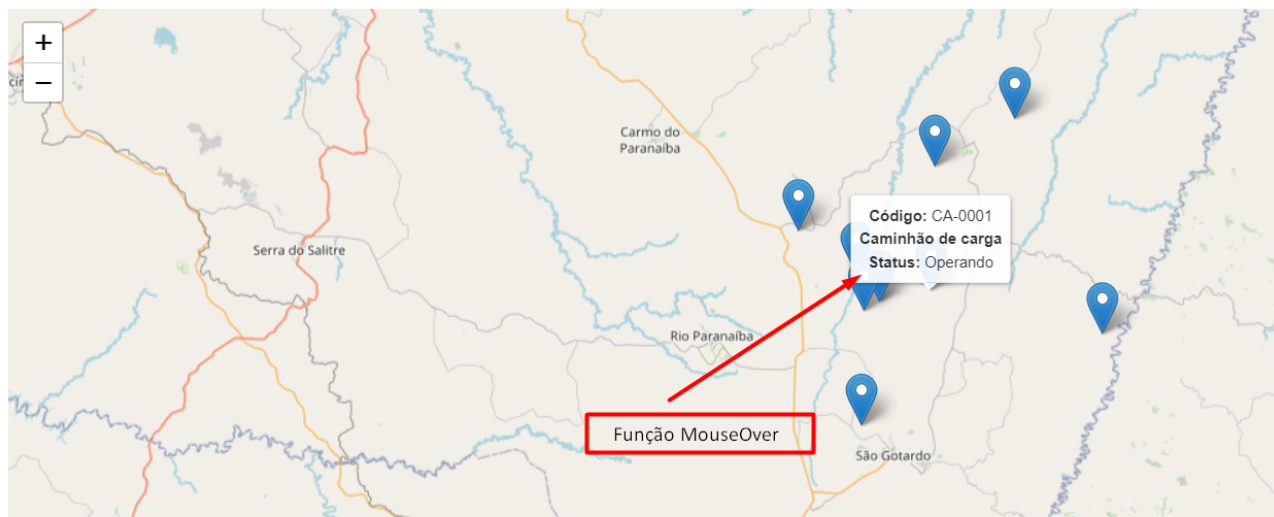 +
−
Carmo do
Paranaíba
Código: CA-0001
Caminhão de carga
Status: Operando
Serra do Salitre
Rio Paranaíba
Função MouseOver
São Gotardo